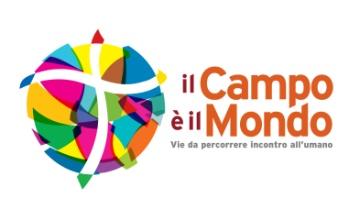 il Campo
è il Mondo
Vie da percorrere incontro all'umano